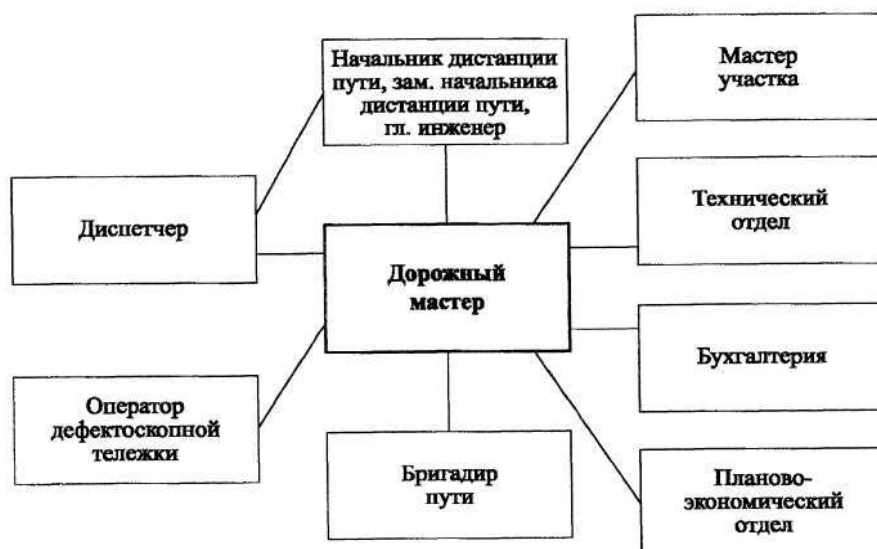 Начальник дистанции
пути, зам. начальника
дистанции пути,
гл. инженер
Мастер
участка
Диспетчер
Технический
отдел
Дорожный
мастер
Бухгалтерия
Оператор
дефектоскопной
тележки
Бригадир
пути
Планово-
экономический
отдел